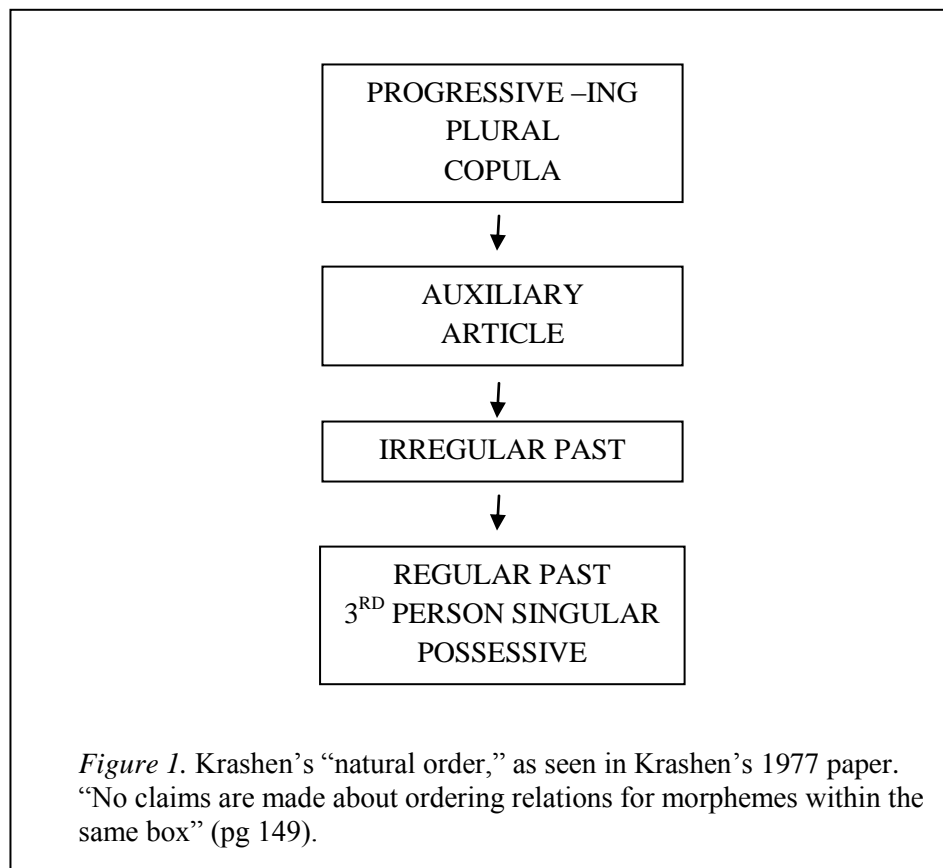 PROGRESSIVE –ING
PLURAL
COPULA
AUXILIARY
ARTICLE
IRREGULAR PAST
REGULAR PAST
3RD PERSON SINGULAR
POSSESSIVE
Figure 1. Krashen’s “natural order,” as seen in Krashen’s 1977 paper.
“No claims are made about ordering relations for morphemes within the
same box” (pg 149).